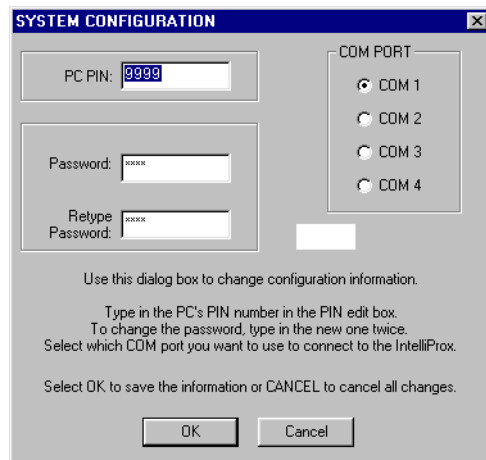 SYSTEM CONFIGURATION
PC PIN: 9999
COM PORT
COM 1
COM 2
COM 3
COM 4
Password: ****
Retype
Password: ****
Use this dialog box to change configuration information.
Type in the PC's PIN number in the PIN edit box.
To change the password, type in the new one twice.
Select which COM port you want to use to connect to the IntelliProx.
Select OK to save the information or CANCEL to cancel all changes.
OK
Cancel